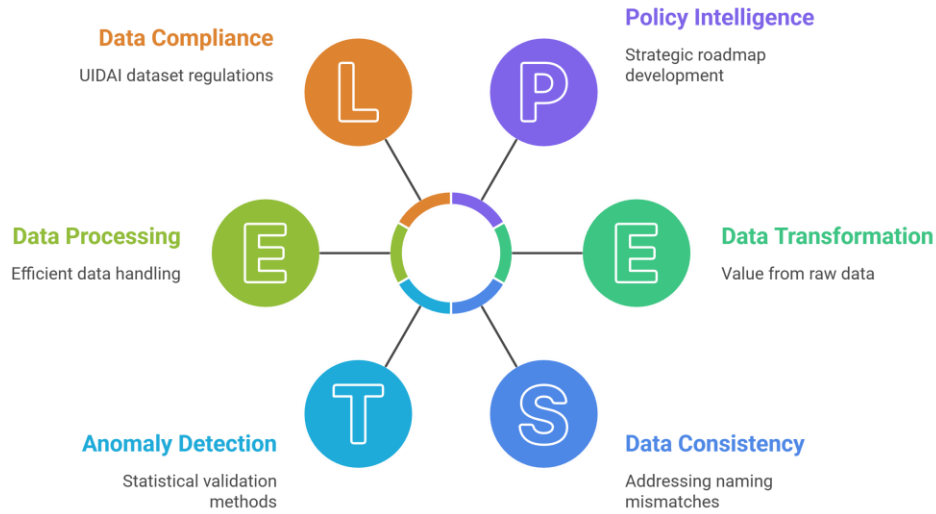 Policy Intelligence
Strategic roadmap
development
P
Data Compliance
UIDAI dataset regulations
L
Data Processing
Efficient data handling
E
E
Data Transformation
Value from raw data
T
Anomaly Detection
Statistical validation
methods
S
Data Consistency
Addressing naming
mismatches